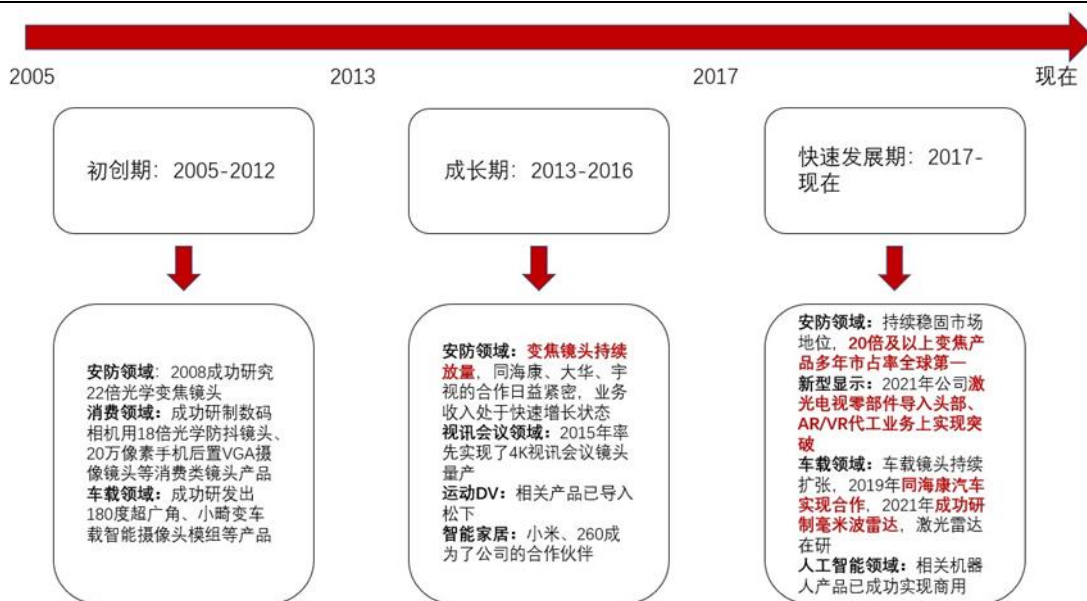 2005
2013
2017
现在
初创期：2005-2012
成长期：2013-2016
快速发展期：2017-
现在
安防领域：2008成功研究
22倍光学变焦镜头
消费领域：成功研制数码
相机用18倍光学防抖镜头、
20万像素手机后置VGA摄
像镜头等消费类镜头产品
车载领域：成功研发出
180度超广角、小畸变车
载智能摄像头模组等产品
安防领域：变焦镜头持续
放量，同海康、大华、宇
视的合作日益紧密，业务
收入处于快速增长状态
视讯会议领域：2015年率
先实现了4K视讯会议镜头
量产
运动DV：相关产品已导入
松下
智能家居：小米、260成
为了公司的合作伙伴
安防领域：持续稳固市场
地位，20倍及以上变焦产
品多年市占率全球第一
新型显示：2021年公司激
光电视零部件导入头部、
AR/VR代工业务上实现突
破
车载领域：车载镜头持续
扩张，2019年同海康汽车
实现合作，2021年成功研
制毫米波雷达，激光雷达
在研
人工智能领域：相关机器
人产品已成功实现商用